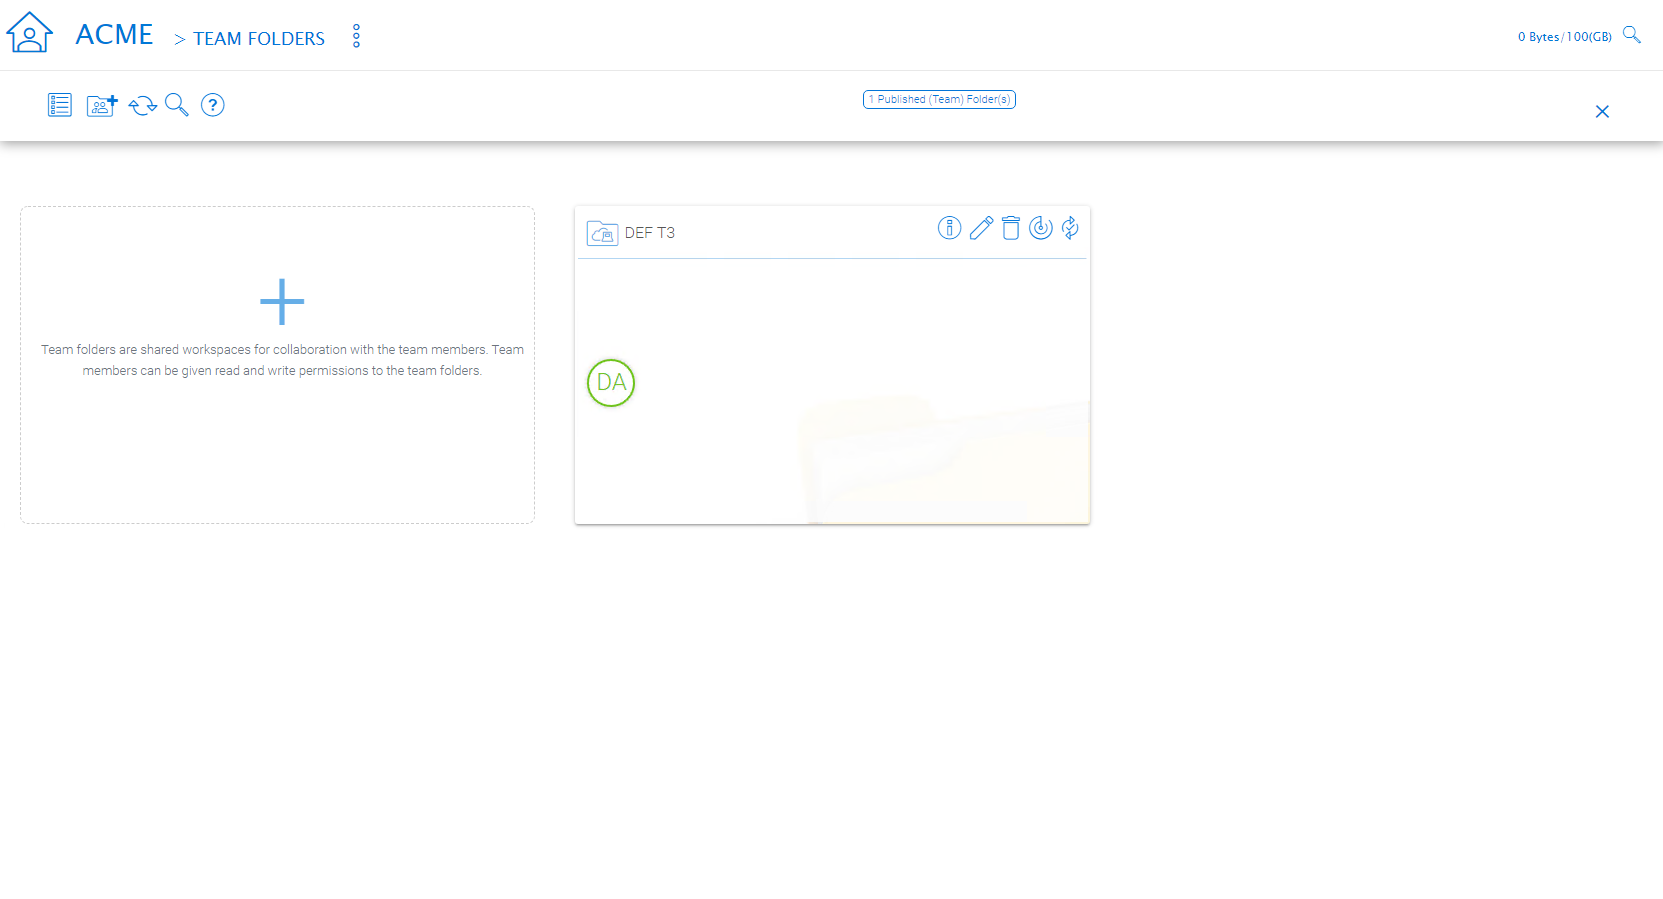 ACME > TEAM FOLDERS
0 Bytes/100(GB)
1 Published (Team) Folder(s)
?
Team folders are shared workspaces for collaboration with the team members. Team
members can be given read and write permissions to the team folders.
DEF T3
DA